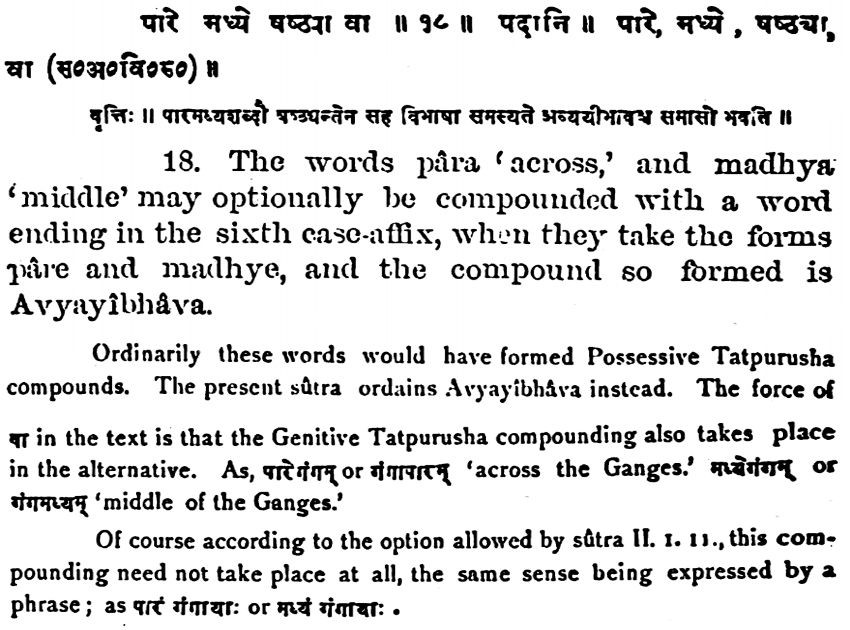 पारे मध्ये षष्ठ्या वा ॥ १८ ॥ पदानि ॥ पारे, मध्ये, षष्ठ्या,
वा (स०अ०वि०ट०) ॥
वृत्तिः ॥ पारमध्यशब्दौ षष्ठ्यन्तेन सह विभाषा समस्येते अव्ययीभावश्च समासो भवति ॥
18. The words pâra ‘across,’ and madhya
‘middle’ may optionally be compounded with a word
ending in the sixth case-affix, when they take the forms
pâre and madhye, and the compound so formed is
Avyayîbhâva.
Ordinarily these words would have formed Possessive Tatpurusha
compounds. The present sûtra ordains Avyayîbhâva instead. The force of
वा in the text is that the Genitive Tatpurusha compounding also takes place
in the alternative. As, पारेगंगम् or गंगापारम् ‘across the Ganges.’ मध्येगंगम् or
गंगमध्यम् ‘middle of the Ganges.’
Of course according to the option allowed by sûtra II. 1. 11., this com-
pounding need not take place at all, the same sense being expressed by a
phrase; as पारं गंगायाः or मध्यं गंगायाः.